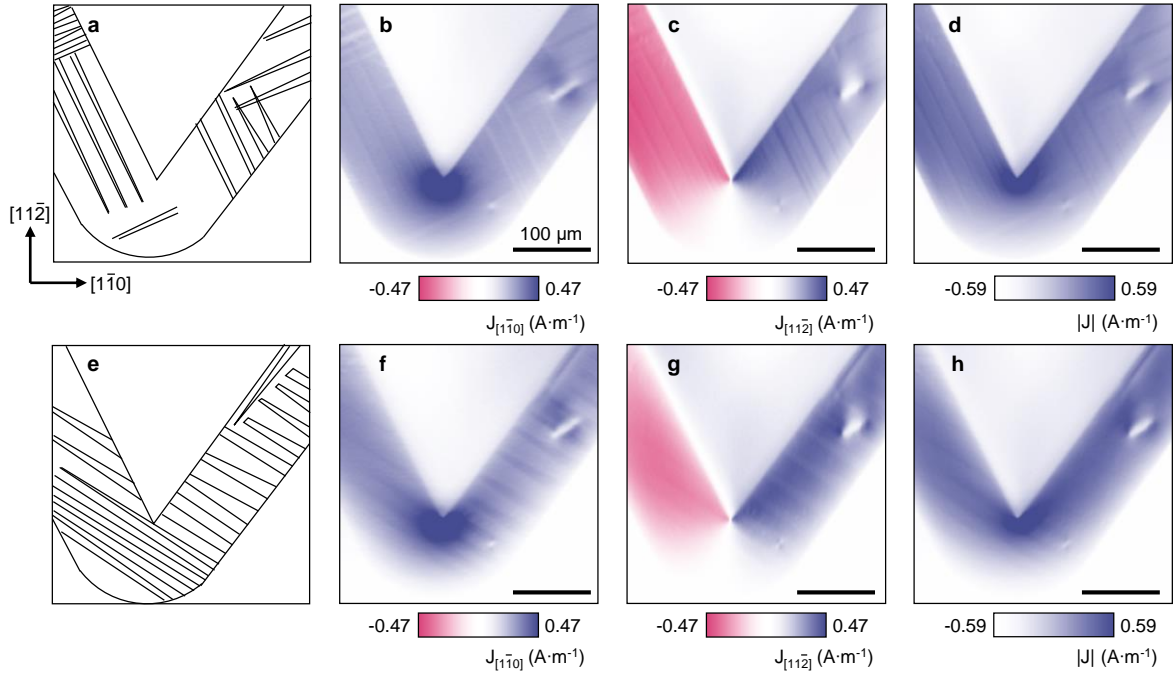 a
b
c
d
[112̄]
[11̄0]
100 µm
-0.47 0.47
J[11̄0] (A·m⁻¹)
-0.47 0.47
J[112̄] (A·m⁻¹)
-0.59 0.59
|J| (A·m⁻¹)
e
f
g
h
-0.47 0.47
J[11̄0] (A·m⁻¹)
-0.47 0.47
J[112̄] (A·m⁻¹)
-0.59 0.59
|J| (A·m⁻¹)